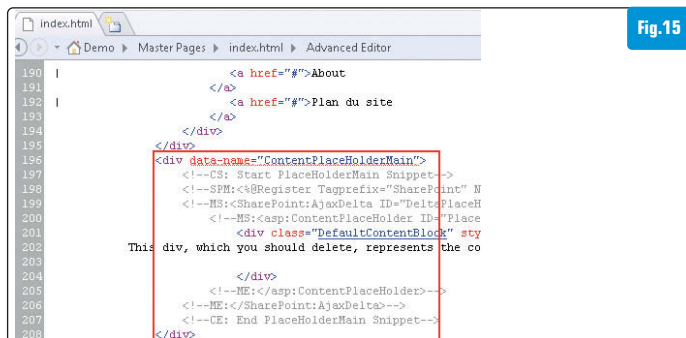 index.html
Fig.15
Demo Master Pages index.html Advanced Editor
190 | <a href="#">About
191 </a>
192 | <a href="#">Plan du site
193 </a>
194 </div>
195 </div>
196 <div data-name="ContentPlaceHolderMain">
197 <!--CS: Start PlaceHolderMain Snippet-->
198 <!--SPM:<%@Register Tagprefix="SharePoint" N
199 <!--MS:<SharePoint:AjaxDelta ID="DeltaPlaceH
200 <!--MS:<asp:ContentPlaceHolder ID="Place
201 <div class="DefaultContentBlock" sty
202 This div, which you should delete, represents the co
203
204 </div>
205 <!--ME:</asp:ContentPlaceHolder>-->
206 <!--ME:</SharePoint:AjaxDelta>-->
207 <!--CE: End PlaceHolderMain Snippet-->
208 </div>